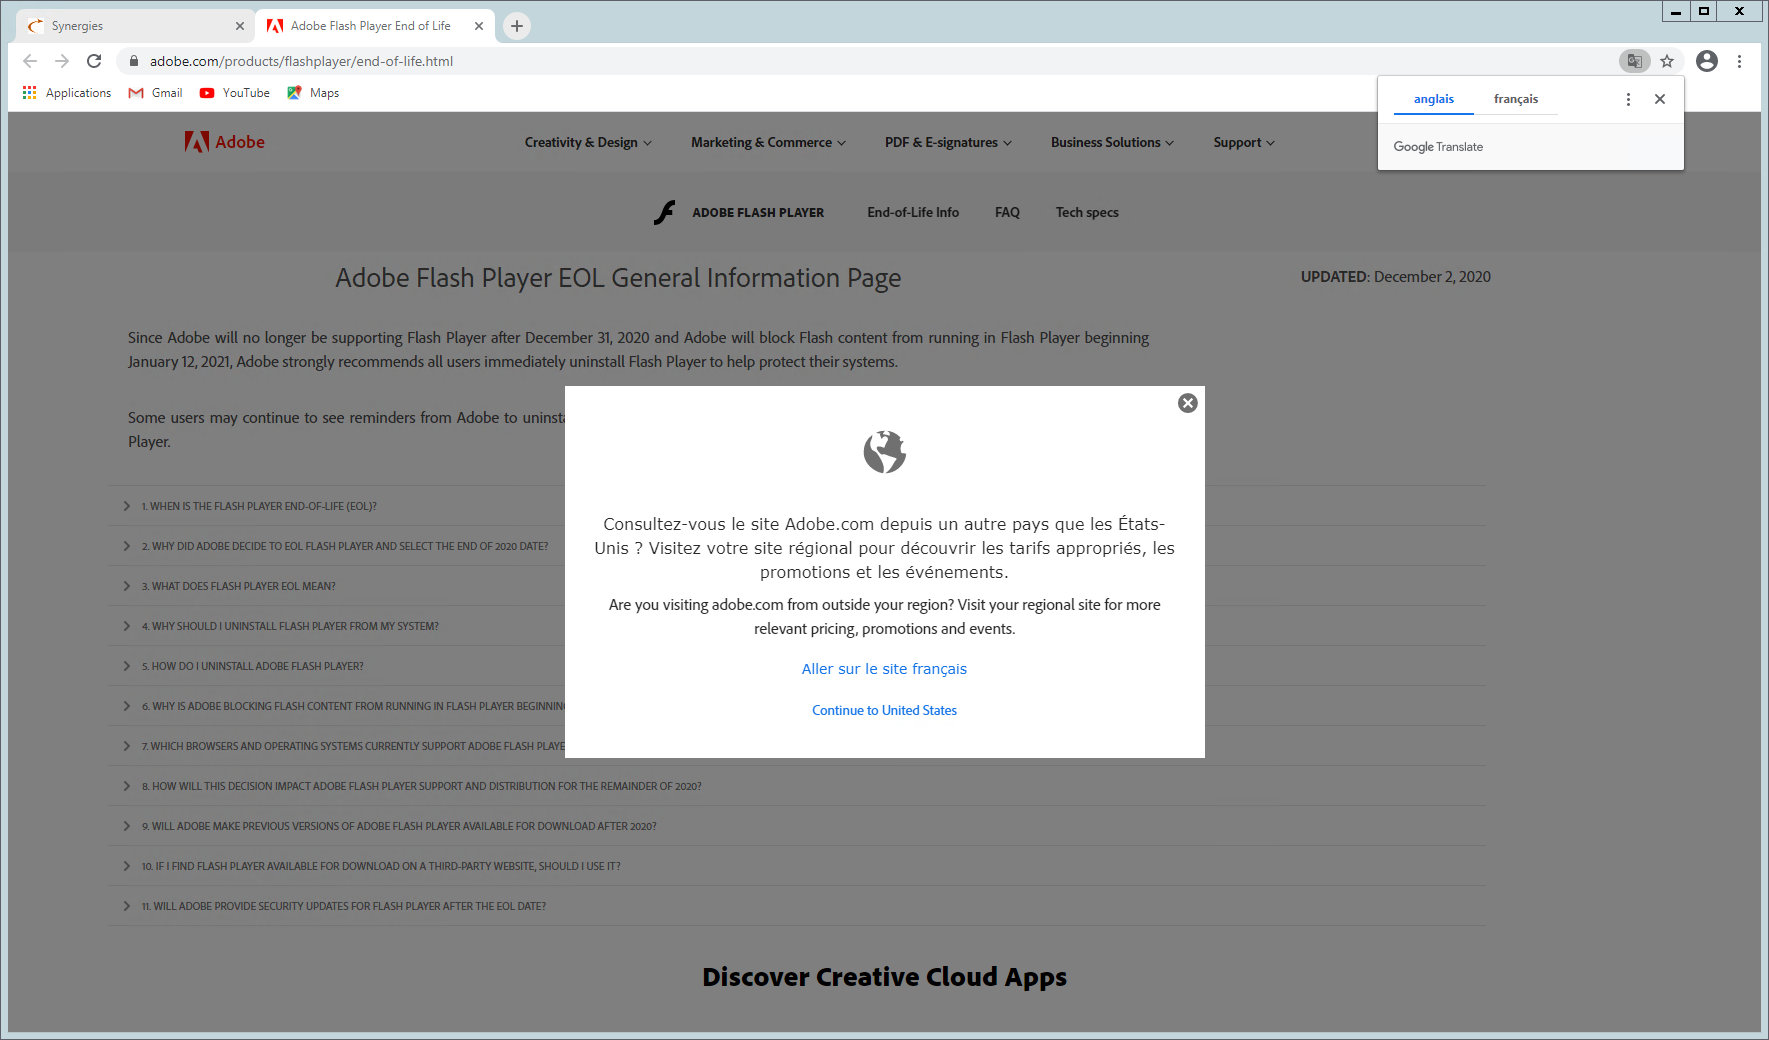 Synergies
Adobe Flash Player End of Life
adobe.com/products/flashplayer/end-of-life.html
Applications
Gmail
YouTube
Maps
anglais
français
Google Translate
Adobe
Creativity & Design
Marketing & Commerce
PDF & E-signatures
Business Solutions
Support
ADOBE FLASH PLAYER
End-of-Life Info
FAQ
Tech specs
Adobe Flash Player EOL General Information Page
UPDATED: December 2, 2020
Since Adobe will no longer be supporting Flash Player after December 31, 2020 and Adobe will block Flash content from running in Flash Player beginning
January 12, 2021, Adobe strongly recommends all users immediately uninstall Flash Player to help protect their systems.
Some users may continue to see reminders from Adobe to uninsta
Player.
1. WHEN IS THE FLASH PLAYER END-OF-LIFE (EOL)?
2. WHY DID ADOBE DECIDE TO EOL FLASH PLAYER AND SELECT THE END OF 2020 DATE?
3. WHAT DOES FLASH PLAYER EOL MEAN?
4. WHY SHOULD I UNINSTALL FLASH PLAYER FROM MY SYSTEM?
5. HOW DO I UNINSTALL ADOBE FLASH PLAYER?
6. WHY IS ADOBE BLOCKING FLASH CONTENT FROM RUNNING IN FLASH PLAYER BEGINNING
7. WHICH BROWSERS AND OPERATING SYSTEMS CURRENTLY SUPPORT ADOBE FLASH PLAYE
8. HOW WILL THIS DECISION IMPACT ADOBE FLASH PLAYER SUPPORT AND DISTRIBUTION FOR THE REMAINDER OF 2020?
9. WILL ADOBE MAKE PREVIOUS VERSIONS OF ADOBE FLASH PLAYER AVAILABLE FOR DOWNLOAD AFTER 2020?
10. IF I FIND FLASH PLAYER AVAILABLE FOR DOWNLOAD ON A THIRD-PARTY WEBSITE, SHOULD I USE IT?
11. WILL ADOBE PROVIDE SECURITY UPDATES FOR FLASH PLAYER AFTER THE EOL DATE?
Consultez-vous le site Adobe.com depuis un autre pays que les États-
Unis ? Visitez votre site régional pour découvrir les tarifs appropriés, les
promotions et les événements.
Are you visiting adobe.com from outside your region? Visit your regional site for more
relevant pricing, promotions and events.
Aller sur le site français
Continue to United States
Discover Creative Cloud Apps